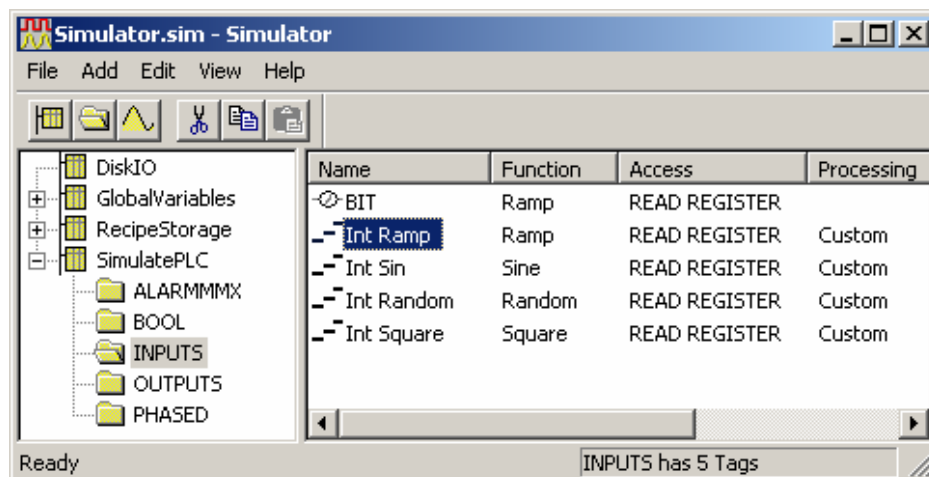 Simulator.sim - Simulator
File Add Edit View Help
DiskIO
GlobalVariables
RecipeStorage
SimulatePLC
ALARMMMX
BOOL
INPUTS
OUTPUTS
PHASED
Name Function Access Processing
BIT Ramp READ REGISTER
Int Ramp Ramp READ REGISTER Custom
Int Sin Sine READ REGISTER Custom
Int Random Random READ REGISTER Custom
Int Square Square READ REGISTER Custom
Ready INPUTS has 5 Tags